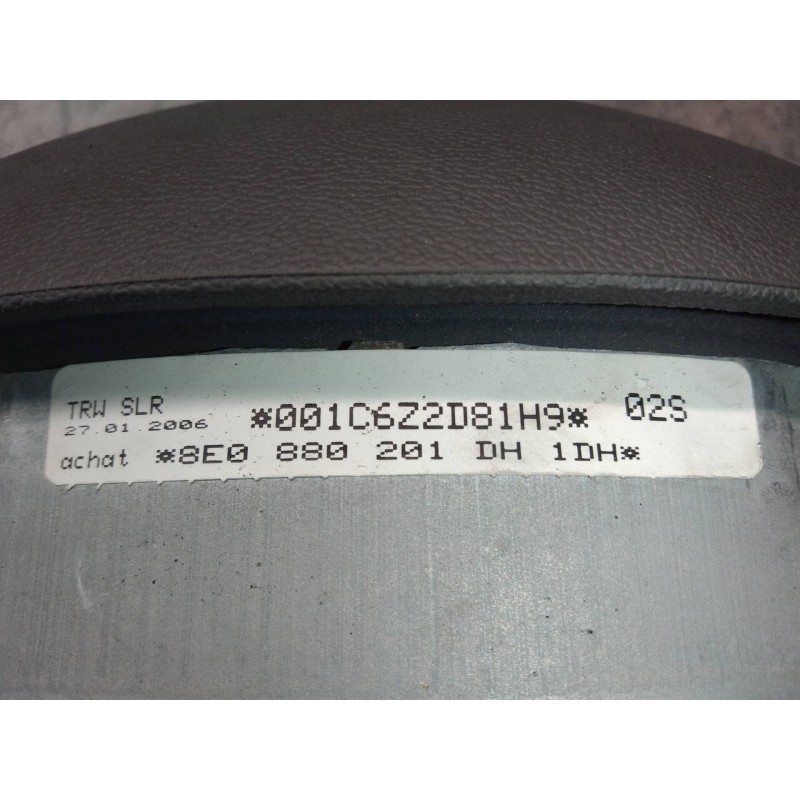 TRW SLR *001C6Z2D81H9* 02S
27.01.2006
achat *8E0 880 201 DH 1DH*